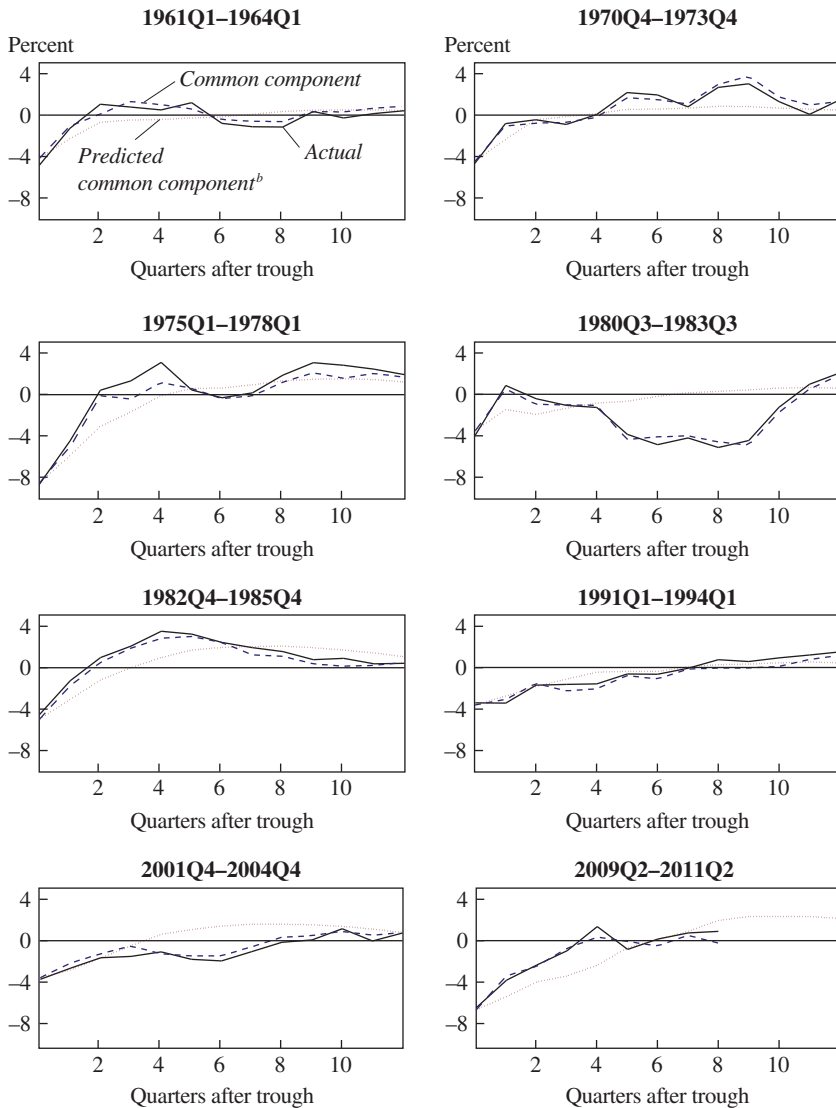 1961Q1–1964Q1
Percent
4
0
–4
–8
Common component
Predicted
common componentᵇ
Actual
2 4 6 8 10
Quarters after trough
1970Q4–1973Q4
4
0
–4
–8
2 4 6 8 10
Quarters after trough
1975Q1–1978Q1
4
0
–4
–8
2 4 6 8 10
Quarters after trough
1980Q3–1983Q3
4
0
–4
–8
2 4 6 8 10
Quarters after trough
1982Q4–1985Q4
4
0
–4
–8
2 4 6 8 10
Quarters after trough
1991Q1–1994Q1
4
0
–4
–8
2 4 6 8 10
Quarters after trough
2001Q4–2004Q4
4
0
–4
–8
2 4 6 8 10
Quarters after trough
2009Q2–2011Q2
4
0
–4
–8
2 4 6 8 10
Quarters after trough